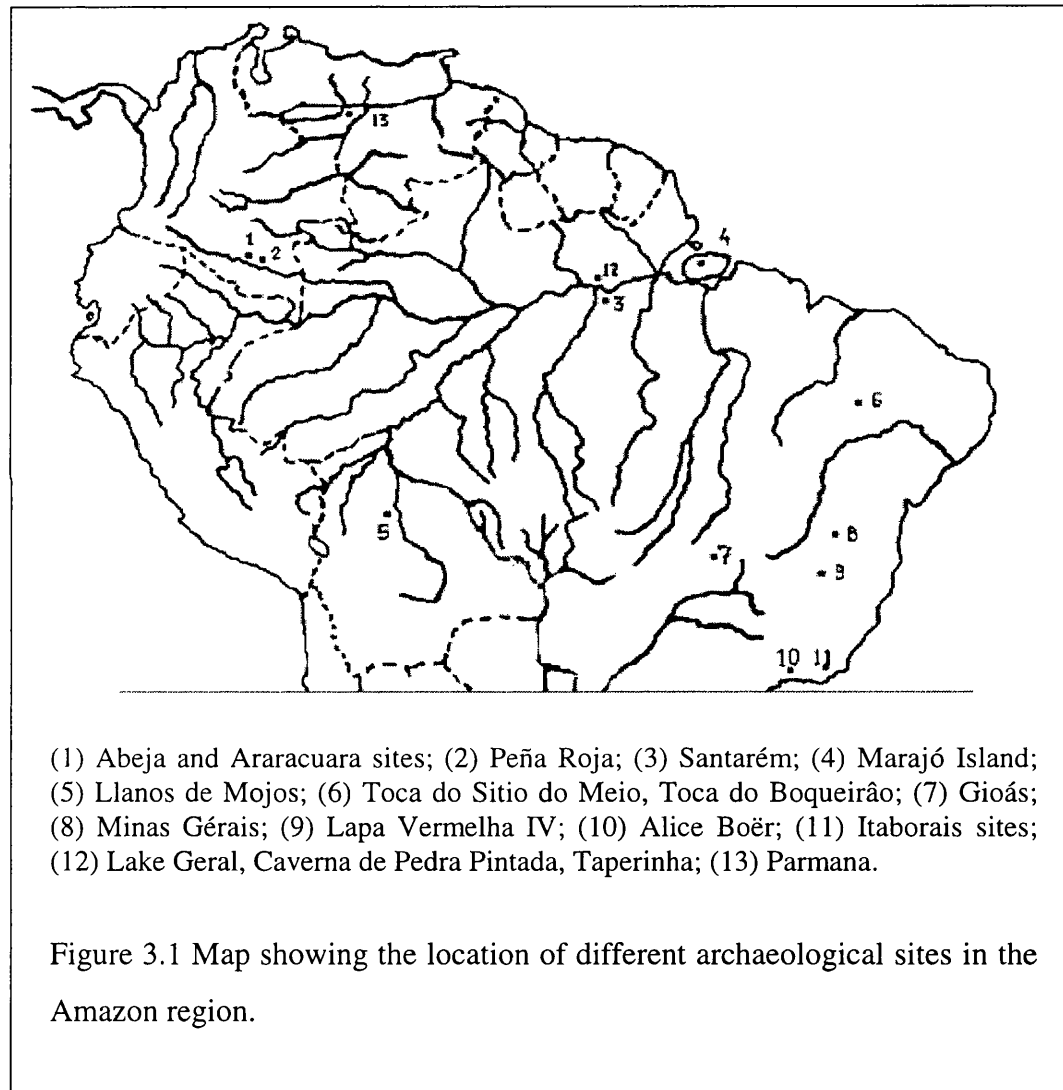 13
4
1
2
12
3
6
5
8
7
9
10 11
(1) Abeja and Araracuara sites; (2) Peña Roja; (3) Santarém; (4) Marajó Island;
(5) Llanos de Mojos; (6) Toca do Sitio do Meio, Toca do Boqueirâo; (7) Gioás;
(8) Minas Gérais; (9) Lapa Vermelha IV; (10) Alice Boër; (11) Itaborais sites;
(12) Lake Geral, Caverna de Pedra Pintada, Taperinha; (13) Parmana.
Figure 3.1 Map showing the location of different archaeological sites in the
Amazon region.